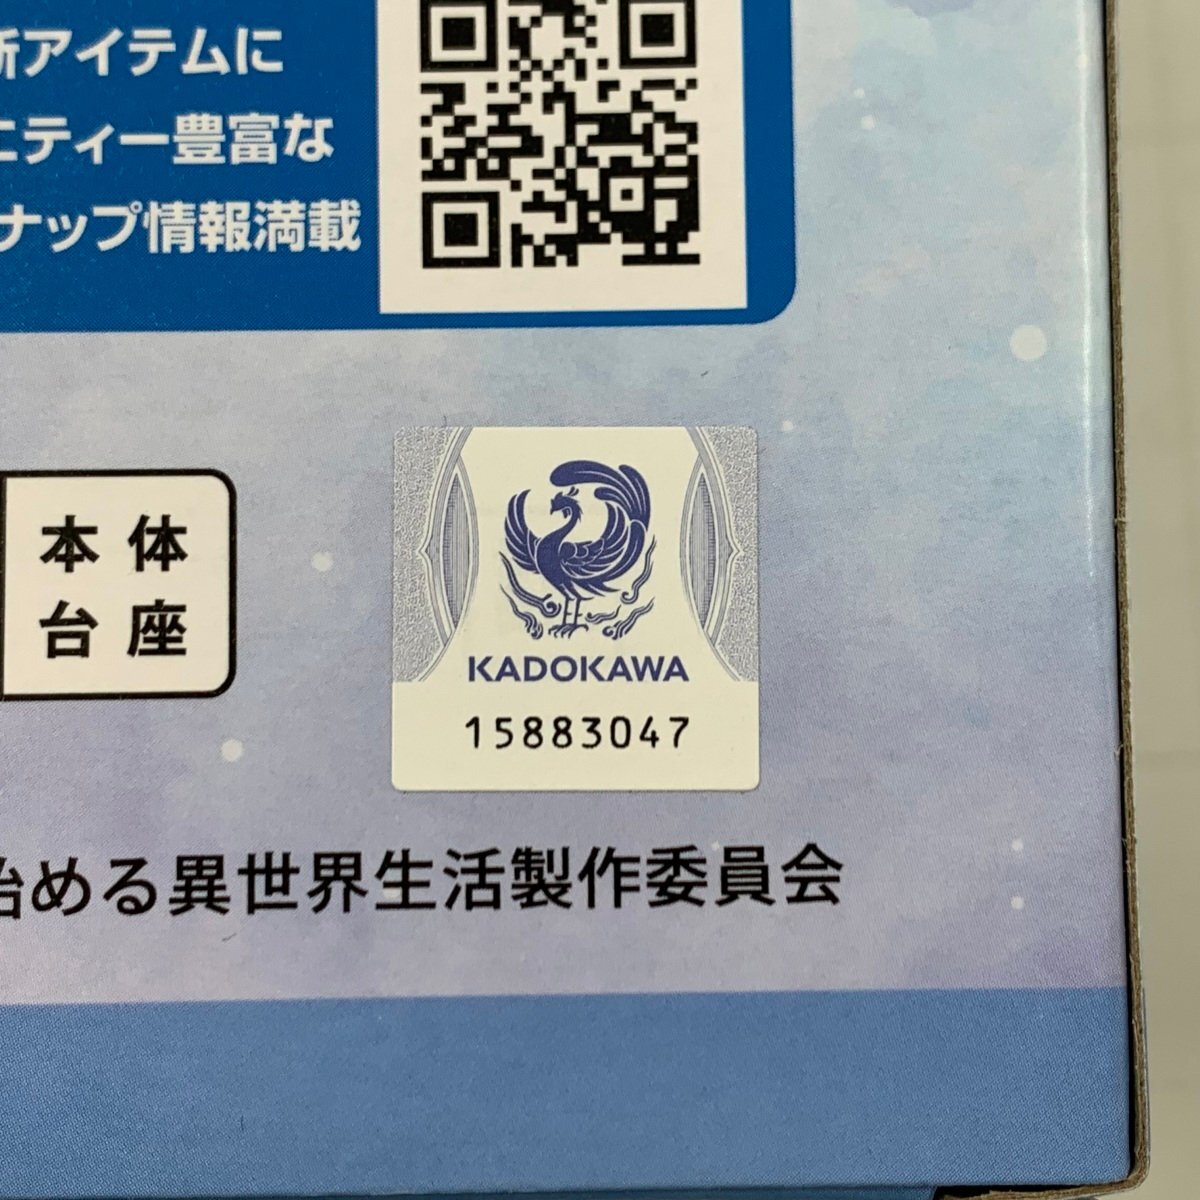 新アイテムに
エティー豊富な
ナップ情報満載
本体
台座
KADOKAWA
15883047
始める異世界生活製作委員会